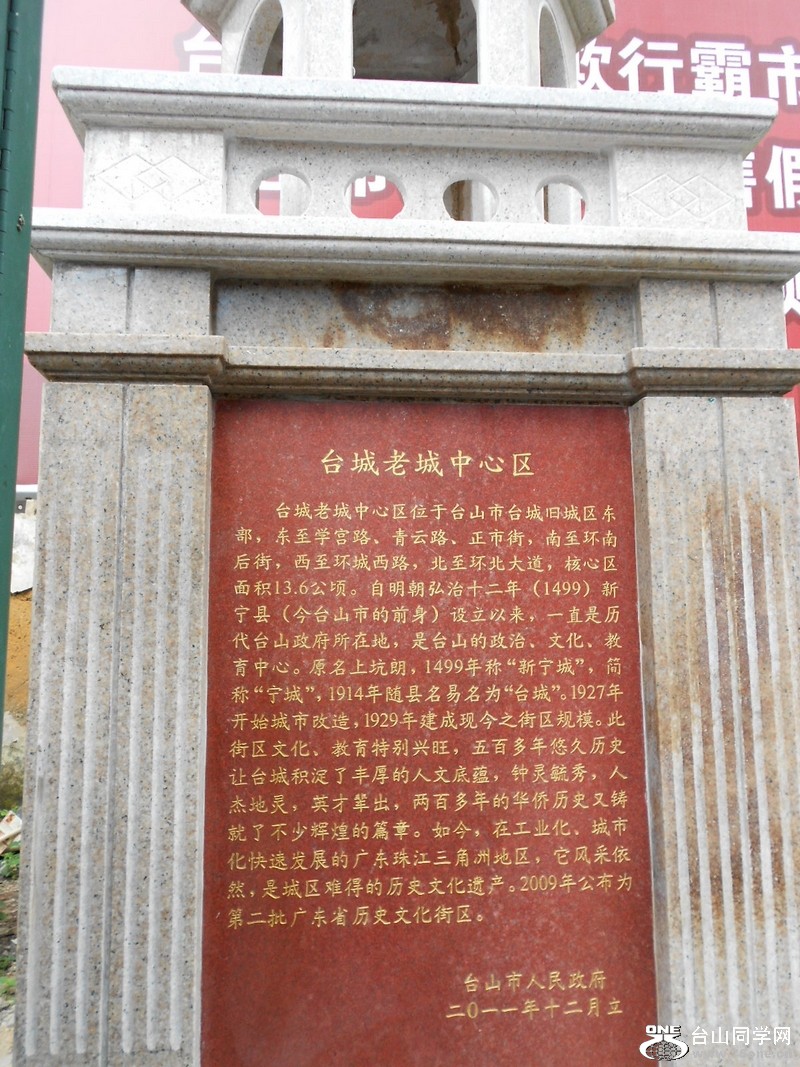 欺行霸市
售假
台城老城中心区
台城老城中心区位于台山市台城旧城区东
部，东至学宫路、青云路、正市街，南至环南
后街，西至环城西路，北至环北大道，核心区
面积13.6公顷。自明朝弘治十二年（1499）新
宁县（今台山市的前身）设立以来，一直是历
代台山政府所在地，是台山的政治、文化、教
育中心。原名上坑朗，1499年称“新宁城”，简
称“宁城”，1914年随县名易名为“台城”。1927年
开始城市改造，1929年建成现今之街区规模。此
街区文化、教育特别兴旺，五百多年悠久历史
让台城积淀了丰厚的人文底蕴，钟灵毓秀，人
杰地灵，英才辈出，两百多年的华侨历史又铸
就了不少辉煌的篇章。如今，在工业化、城市
化快速发展的广东珠江三角洲地区，它风采依
然，是城区难得的历史文化遗产。2009年公布为
第二批广东省历史文化街区。
台山市人民政府
二〇一一年十二月立
ONE 台山同学网